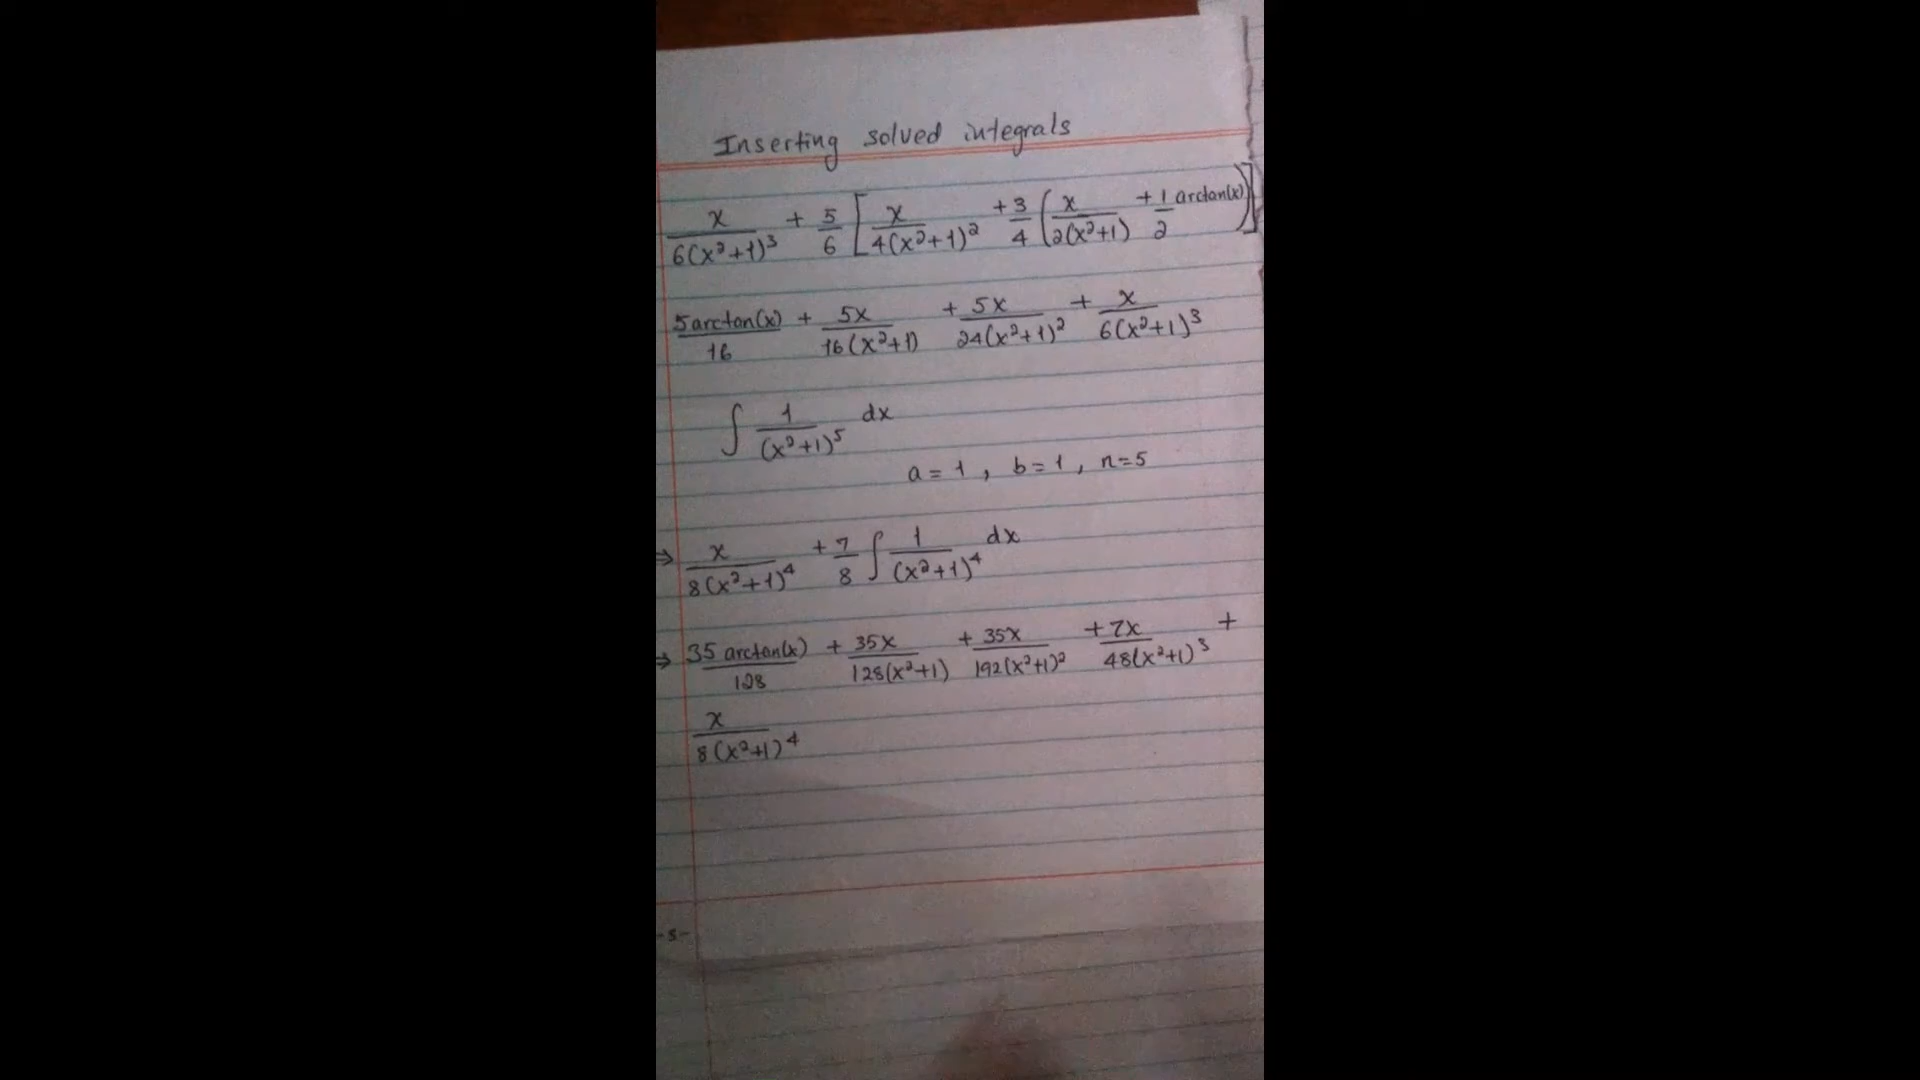 Inserting solved integrals
x/6(x²+1)³ + 5/6 [x/4(x²+1)² + 3/4 (x/2(x²+1) + 1/2 arctan(x))]
5arctan(x)/16 + 5x/16(x²+1) + 5x/24(x²+1)² + x/6(x²+1)³
∫ 1/(x²+1)⁵ dx
a = 1 , b = 1 , n = 5
⇒ x/8(x²+1)⁴ + 7/8 ∫ 1/(x²+1)⁴ dx
⇒ 35 arctan(x)/128 + 35x/128(x²+1) + 35x/192(x²+1)² + 7x/48(x²+1)³ +
x/8(x²+1)⁴